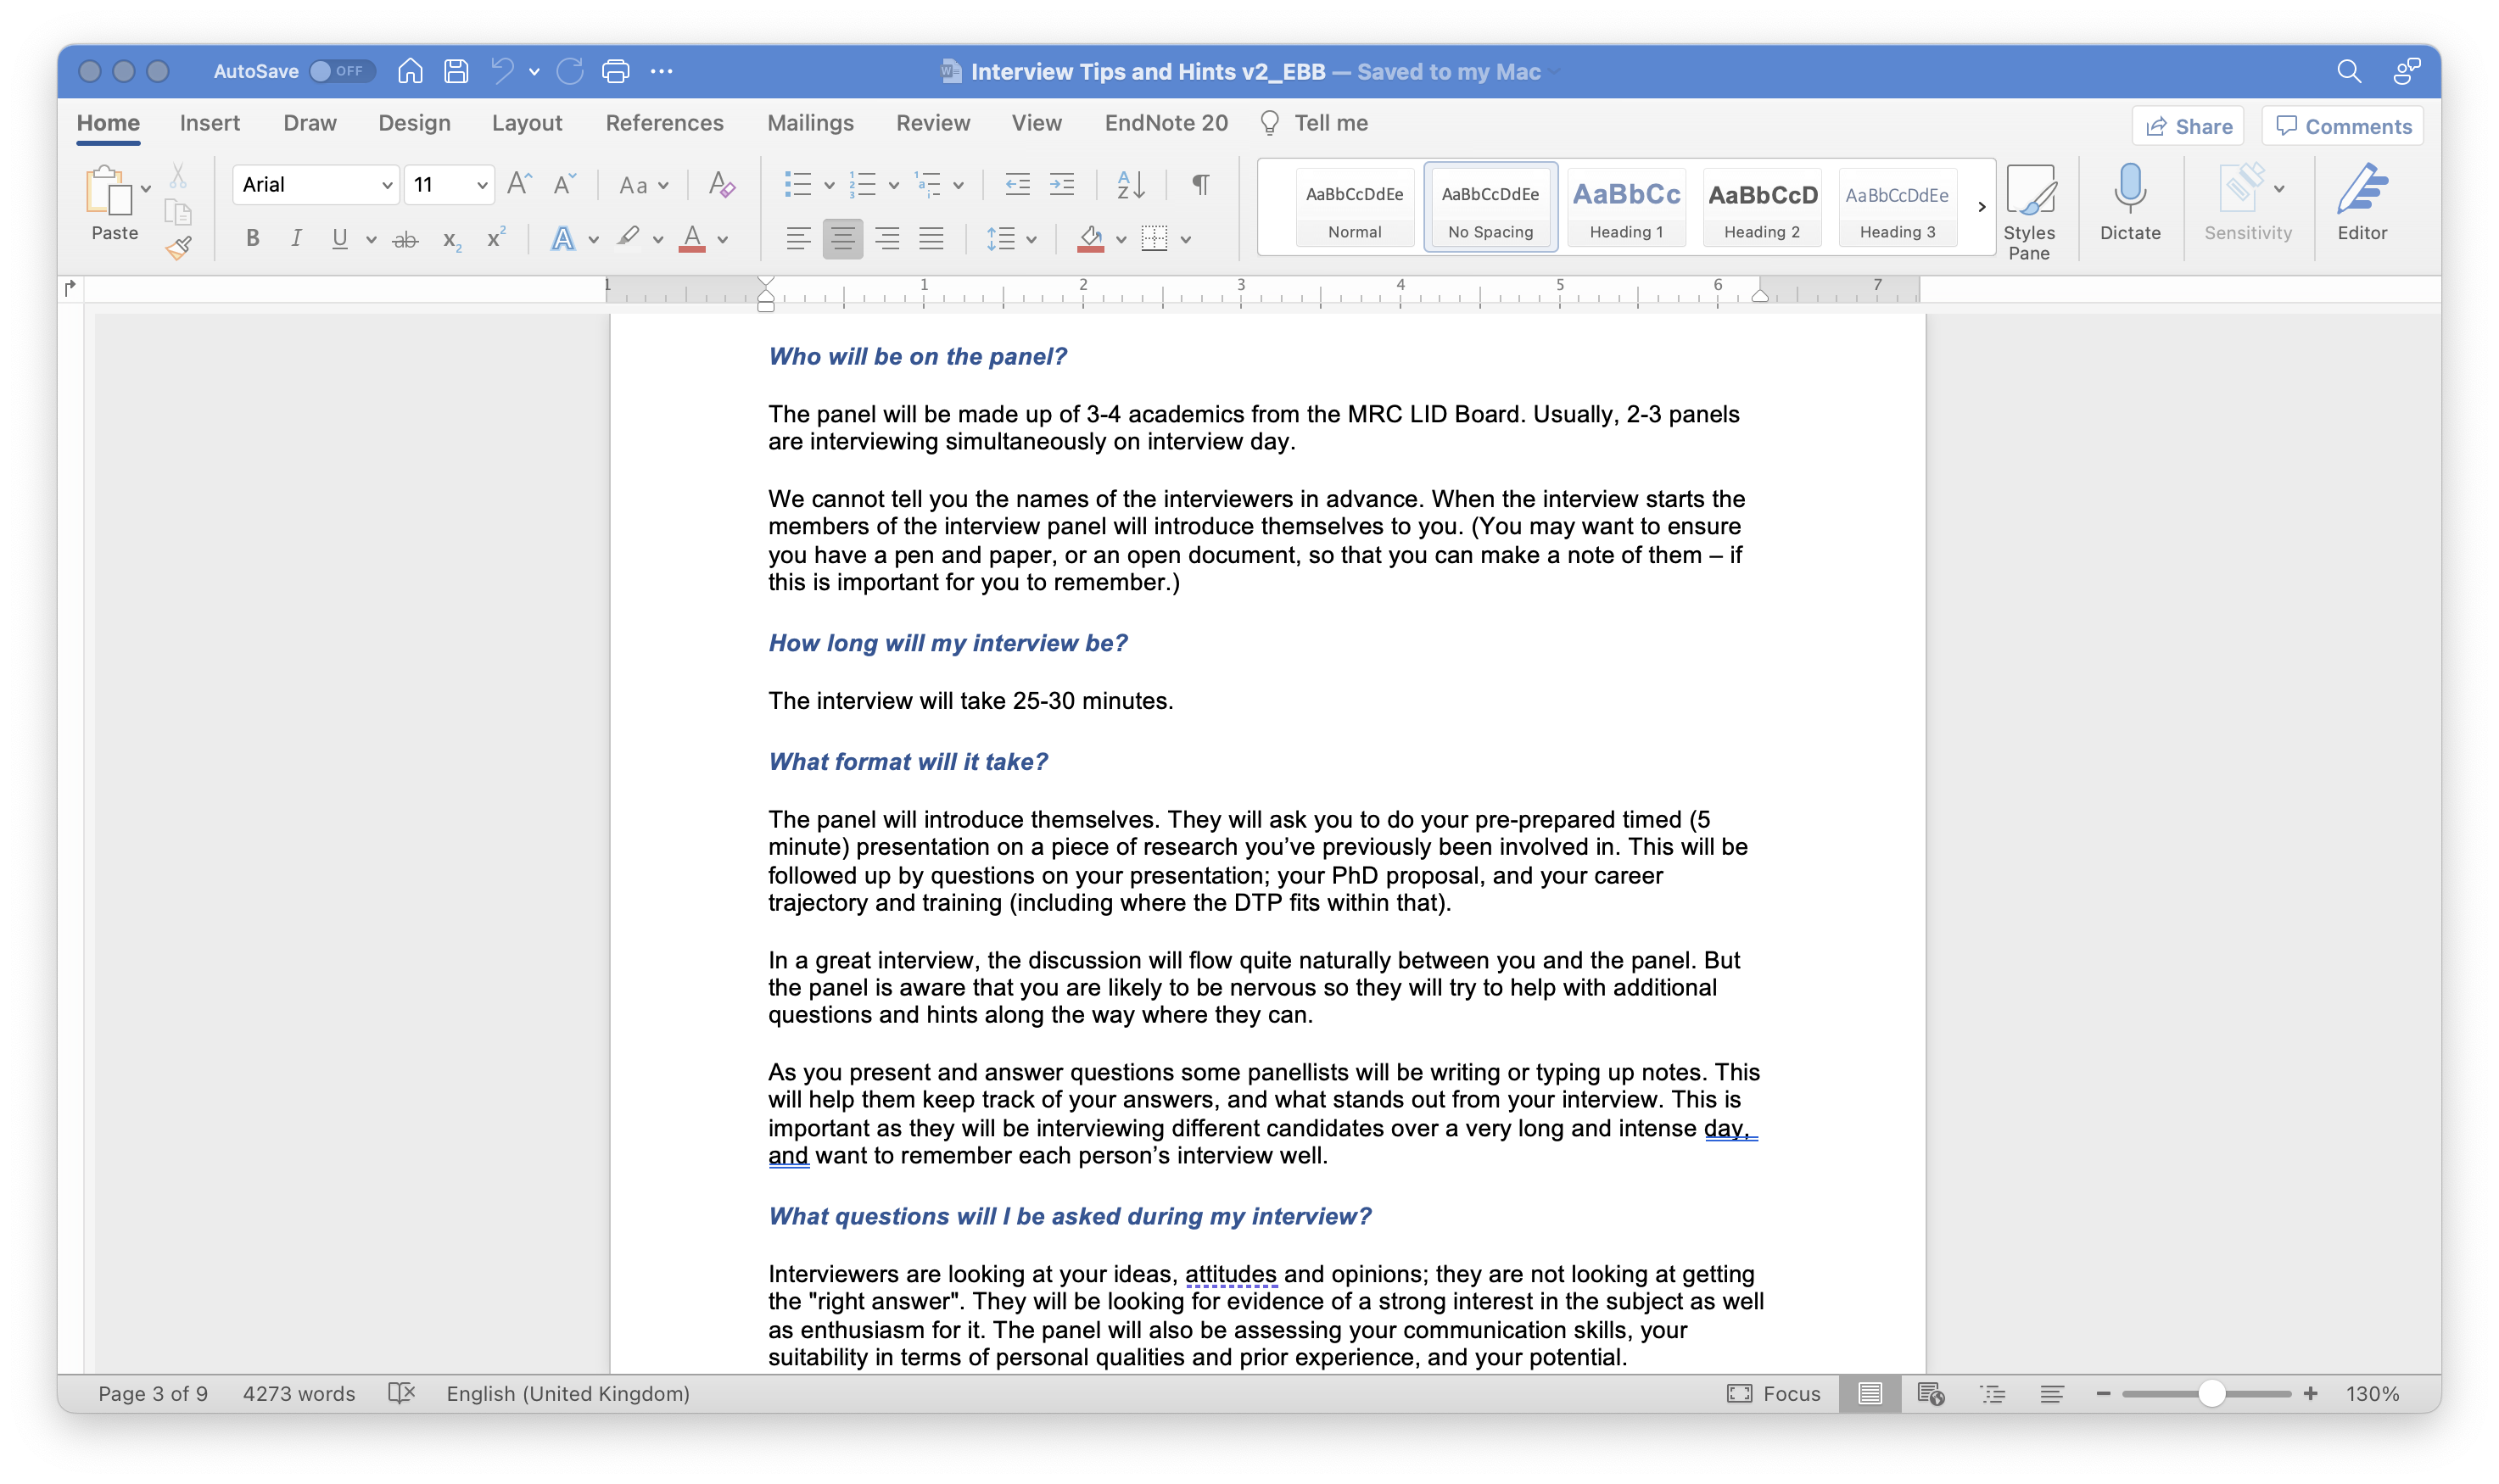 AutoSave OFF
Interview Tips and Hints v2_EBB — Saved to my Mac
Home Insert Draw Design Layout References Mailings Review View EndNote 20 Tell me
Share Comments
Paste
Arial 11
AaBbCcDdEe AaBbCcDdEe AaBbCc AaBbCcD AaBbCcDdEe
Normal No Spacing Heading 1 Heading 2 Heading 3
Styles Pane
Dictate
Sensitivity
Editor
1 1 2 3 4 5 6 7
Who will be on the panel?
The panel will be made up of 3-4 academics from the MRC LID Board. Usually, 2-3 panels
are interviewing simultaneously on interview day.
We cannot tell you the names of the interviewers in advance. When the interview starts the
members of the interview panel will introduce themselves to you. (You may want to ensure
you have a pen and paper, or an open document, so that you can make a note of them – if
this is important for you to remember.)
How long will my interview be?
The interview will take 25-30 minutes.
What format will it take?
The panel will introduce themselves. They will ask you to do your pre-prepared timed (5
minute) presentation on a piece of research you’ve previously been involved in. This will be
followed up by questions on your presentation; your PhD proposal, and your career
trajectory and training (including where the DTP fits within that).
In a great interview, the discussion will flow quite naturally between you and the panel. But
the panel is aware that you are likely to be nervous so they will try to help with additional
questions and hints along the way where they can.
As you present and answer questions some panellists will be writing or typing up notes. This
will help them keep track of your answers, and what stands out from your interview. This is
important as they will be interviewing different candidates over a very long and intense day,
and want to remember each person’s interview well.
What questions will I be asked during my interview?
Interviewers are looking at your ideas, attitudes and opinions; they are not looking at getting
the "right answer". They will be looking for evidence of a strong interest in the subject as well
as enthusiasm for it. The panel will also be assessing your communication skills, your
suitability in terms of personal qualities and prior experience, and your potential.
Page 3 of 9 4273 words English (United Kingdom) Focus 130%